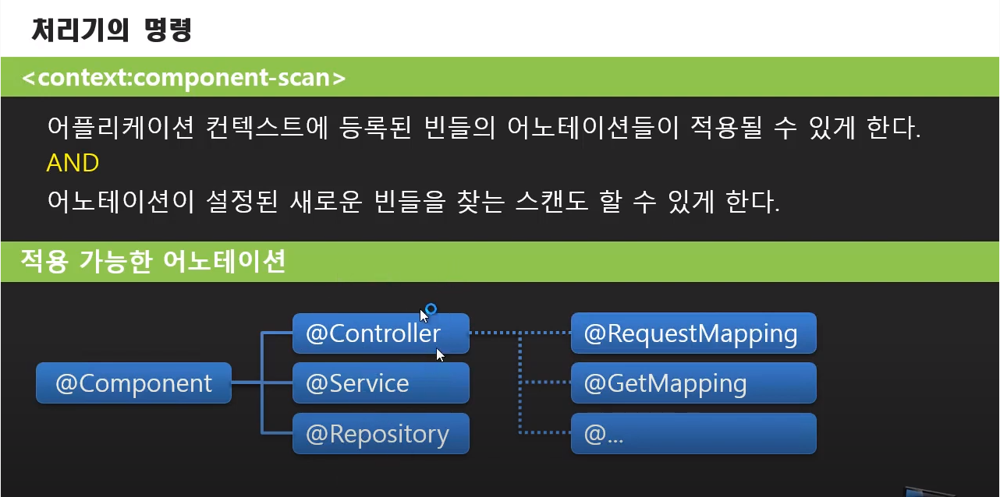 처리기의 명령
<context:component-scan>
어플리케이션 컨텍스트에 등록된 빈들의 어노테이션들이 적용될 수 있게 한다.
AND
어노테이션이 설정된 새로운 빈들을 찾는 스캔도 할 수 있게 한다.
적용 가능한 어노테이션
@Component
@Controller
@Service
@Repository
@RequestMapping
@GetMapping
@...